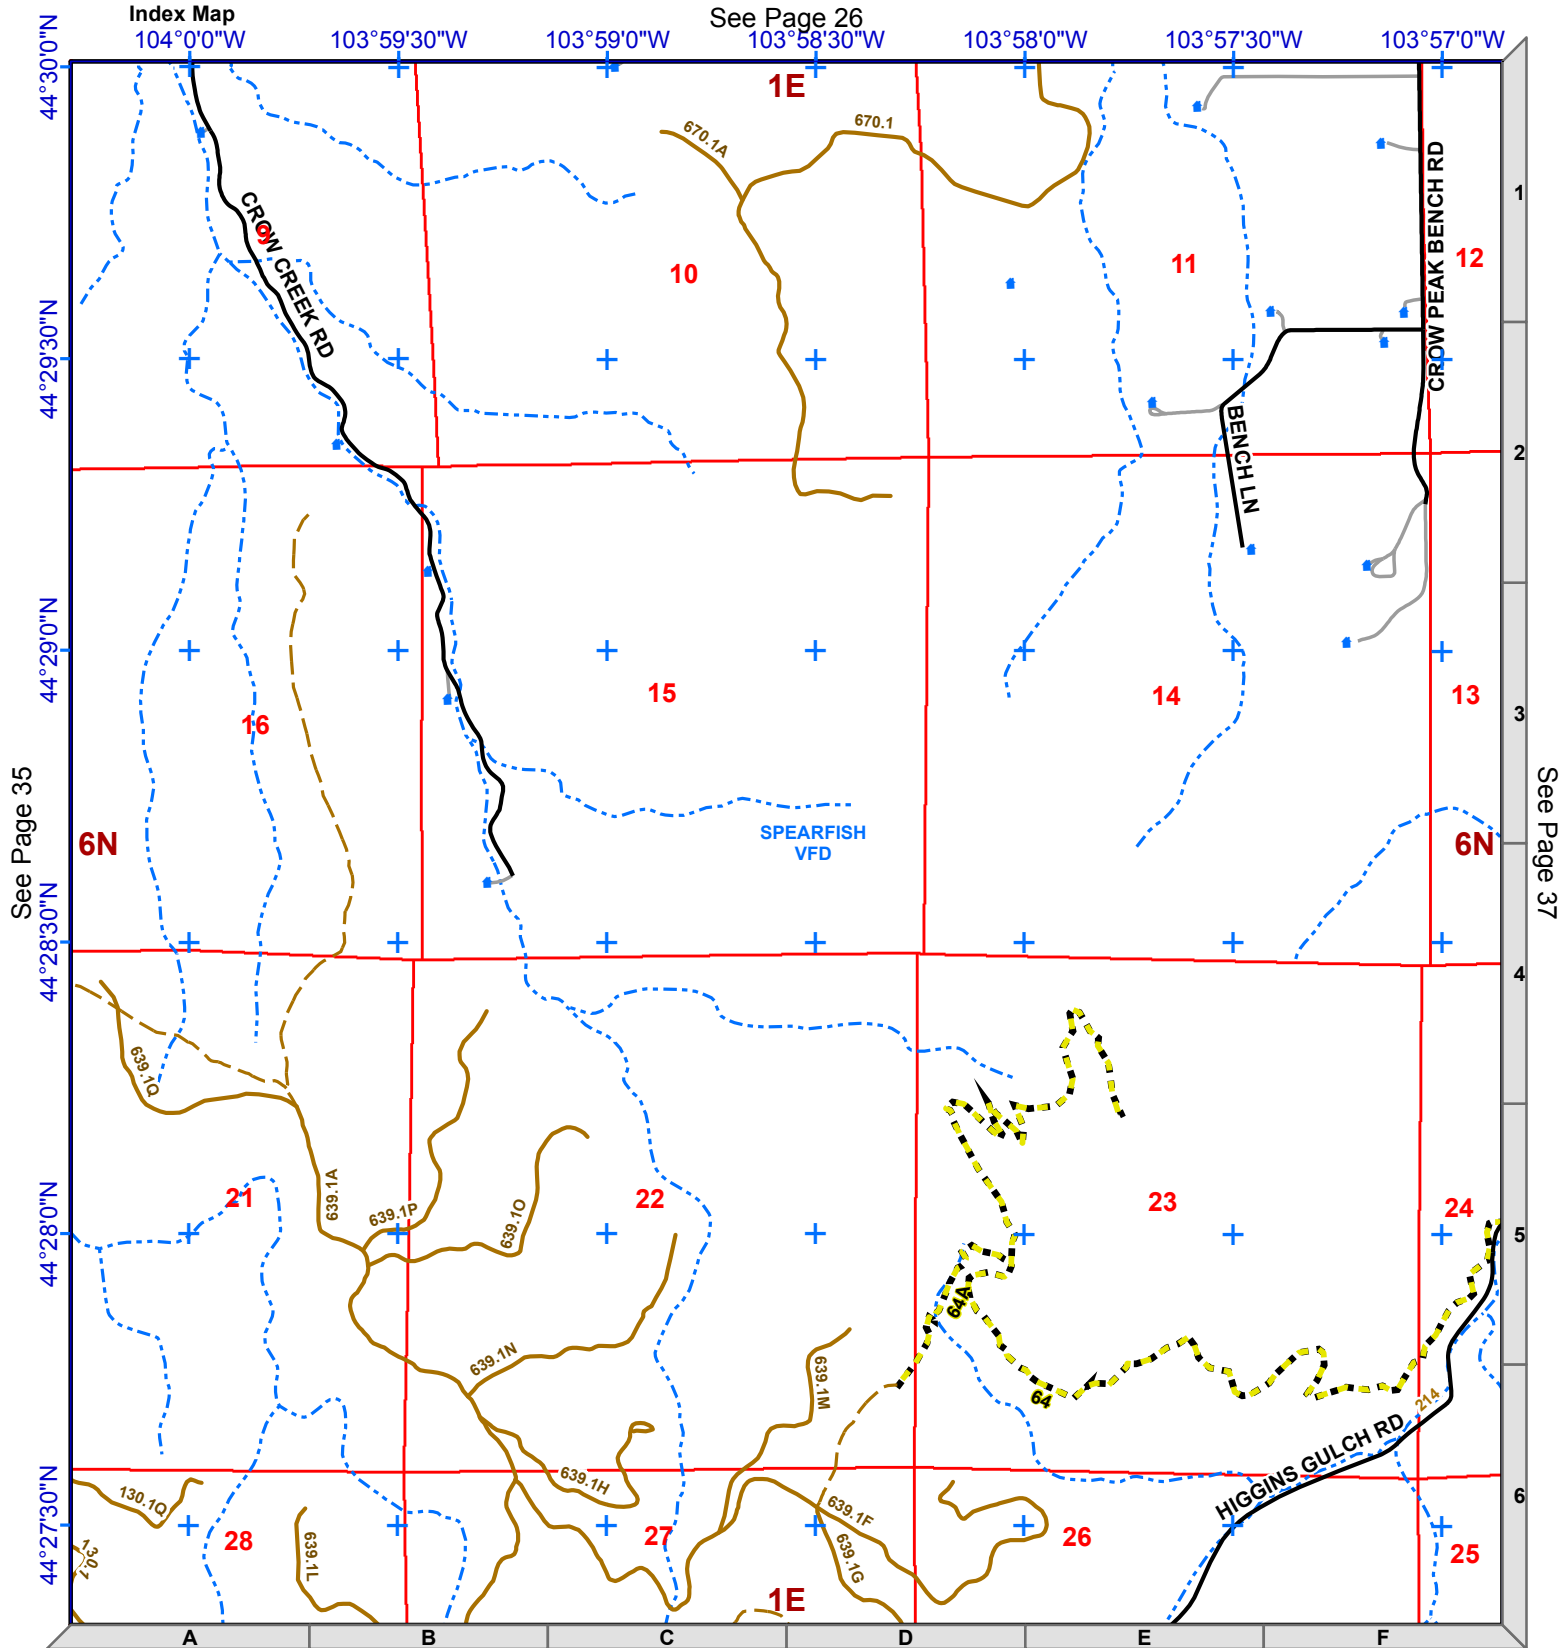 Index Map
See Page 26
104°0'0"W
103°59'30"W
103°59'0"W
103°58'30"W
103°58'0"W
103°57'30"W
103°57'0"W
44°30'0"N
1E
670.1A
670.1
CROW PEAK BENCH RD
1
CROW CREEK RD
9
10
11
12
44°29'30"N
BENCH LN
2
44°29'0"N
15
14
13
16
3
See Page 35
See Page 37
SPEARFISH
VFD
6N
6N
44°28'30"N
4
639.1Q
21
639.1A
639.1P
639.1O
22
23
24
44°28'0"N
5
64A
639.1N
639.1M
64
214
HIGGINS GULCH RD
639.1H
130.1Q
6
44°27'30"N
28
639.1L
27
639.1F
639.1G
26
25
130.1
1E
A
B
C
D
E
F